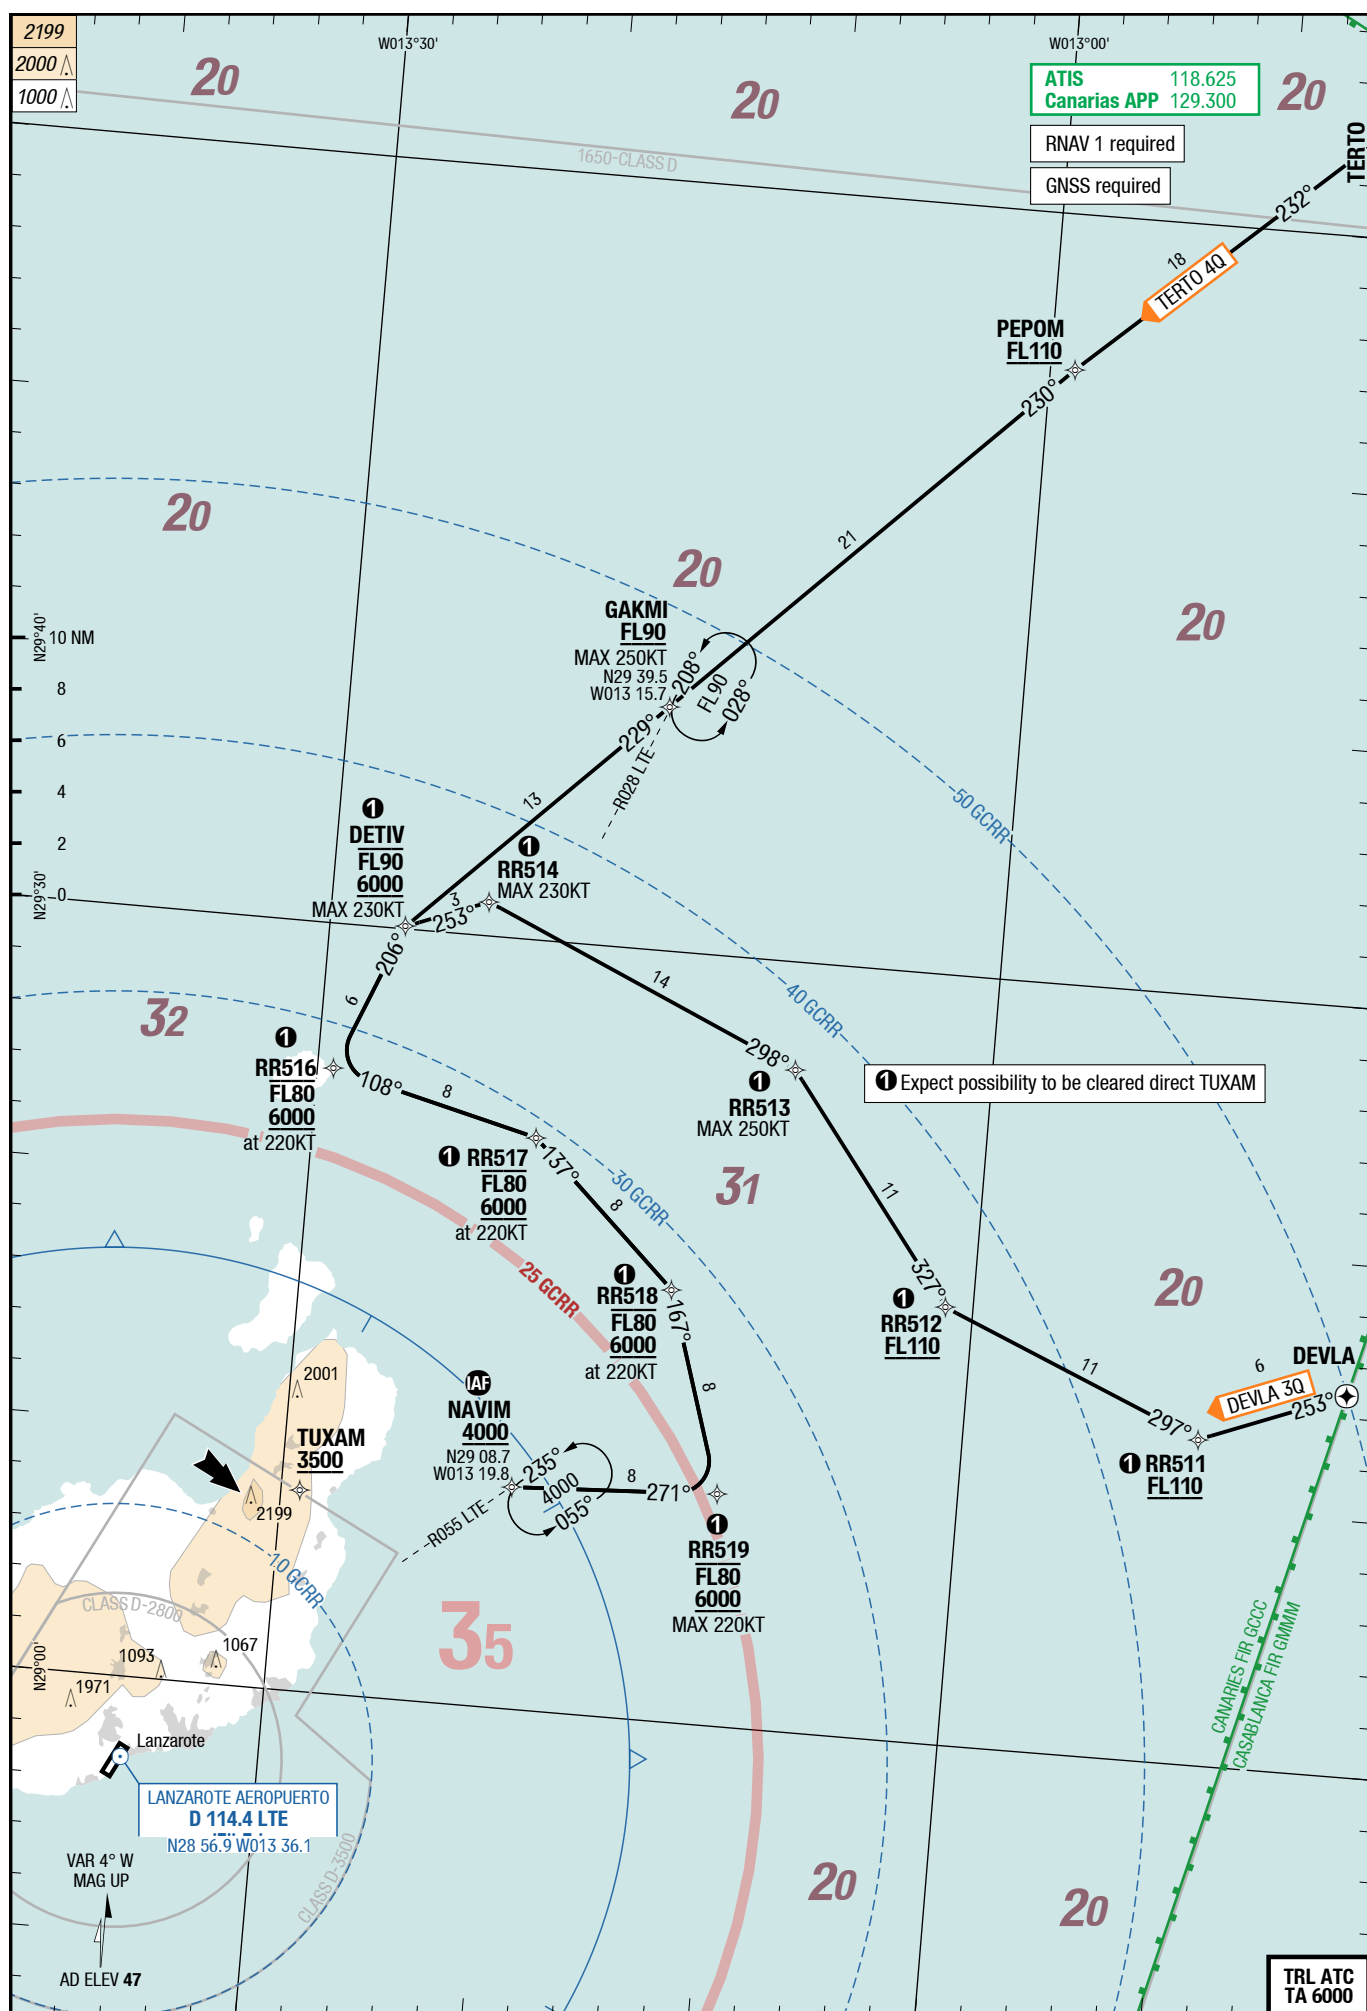 2199
2000
1000
W013°30'
W013°00'
20
20
20
ATIS 118.625
Canarias APP 129.300
RNAV 1 required
GNSS required
1650-CLASS D
TERTO
232°
18
TERTO 4Q
PEPOM
FL110
230°
21
20
20
20
GAKMI
FL90
MAX 250KT
N29 39.5
W013 15.7
208°
FL90
028°
229°
R028 LTE
13
N29°40'
10 NM
8
6
4
2
0
N29°30'
50 GCRR
1
DETIV
FL90
6000
MAX 230KT
1
RR514
MAX 230KT
3
253°
206°
6
14
40 GCRR
32
298°
1
RR513
MAX 250KT
1 Expect possibility to be cleared direct TUXAM
1
RR516
FL80
6000
at 220KT
108°
8
1 RR517
FL80
6000
at 220KT
137°
8
30 GCRR
31
11
25 GCRR
1
RR518
FL80
6000
at 220KT
167°
8
327°
1
RR512
FL110
11
20
DEVLA
6
DEVLA 3Q
253°
297°
1 RR511
FL110
2001
TUXAM
3500
2199
IAF
NAVIM
4000
N29 08.7
W013 19.8
235°
4000
055°
R055 LTE
8
271°
1
RR519
FL80
6000
MAX 220KT
10 GCRR
CLASS D-2800
35
N29°00'
1093
1067
1971
Lanzarote
LANZAROTE AEROPUERTO
D 114.4 LTE
N28 56.9 W013 36.1
CLASS D-3500
CANARIES FIR GCCC
CASABLANCA FIR GMMM
VAR 4° W
MAG UP
AD ELEV 47
20
20
TRL ATC
TA 6000